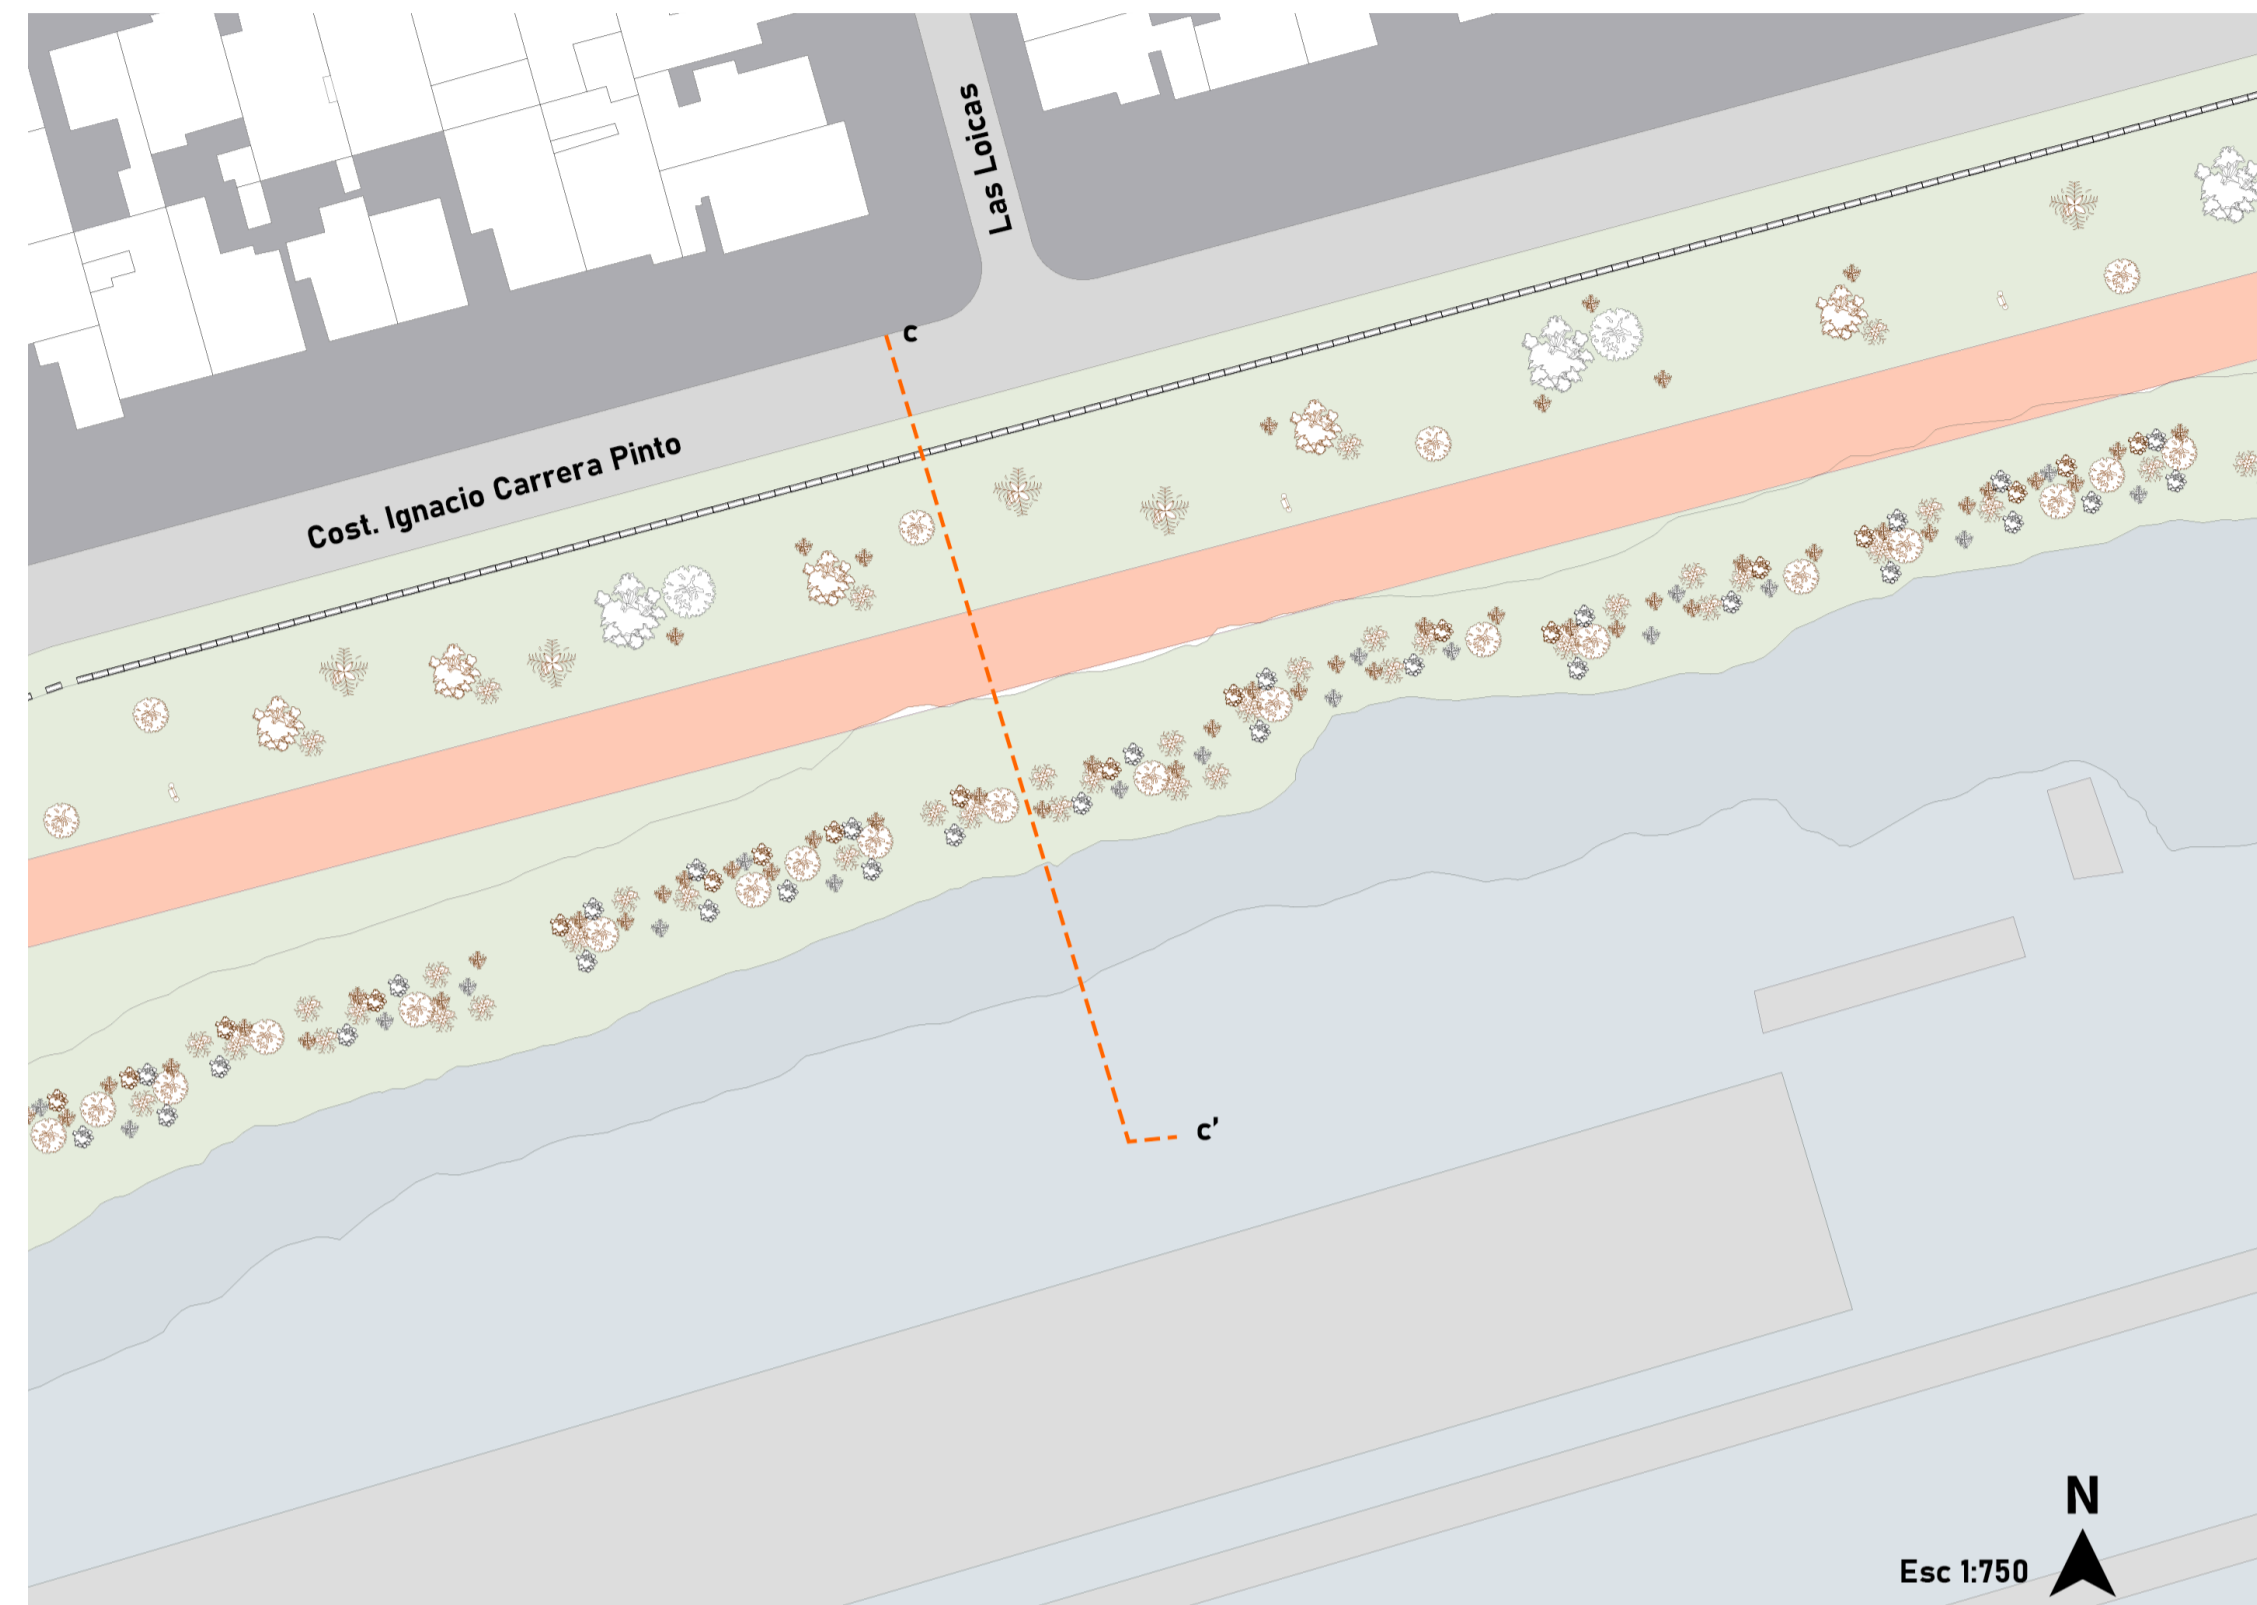 Las Loicas
c
Cost. Ignacio Carrera Pinto
c’
N
Esc 1:750